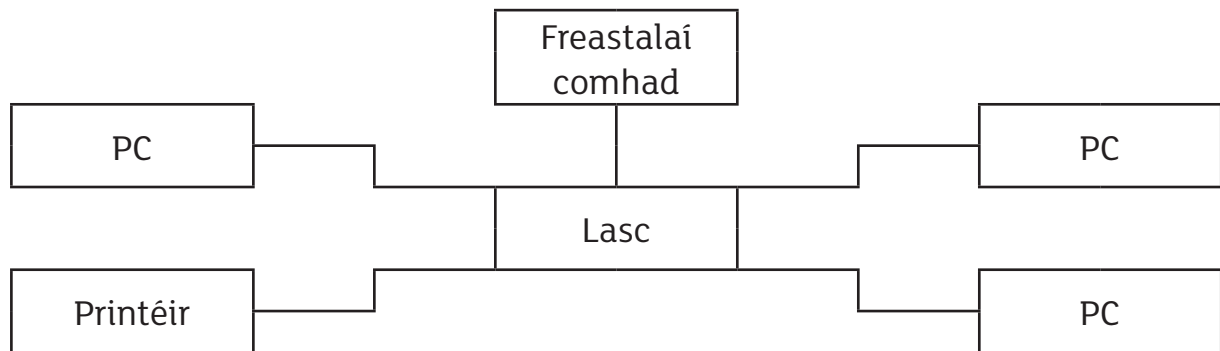 Freastalaí
comhad
PC
PC
Lasc
Printéir
PC